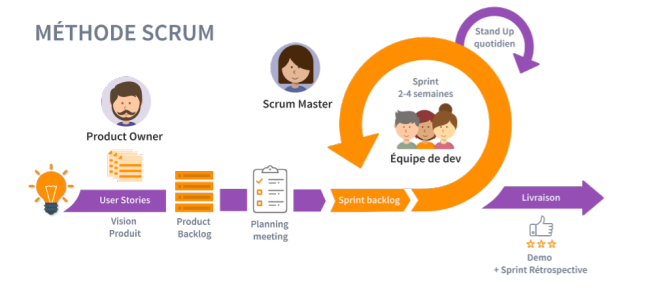 MÉTHODE SCRUM
Stand Up
quotidien
Sprint
2-4 semaines
Scrum Master
Product Owner
Équipe de dev
User Stories
Sprint backlog
Livraison
Vision
Produit
Product
Backlog
Planning
meeting
Demo
+ Sprint Rétrospective